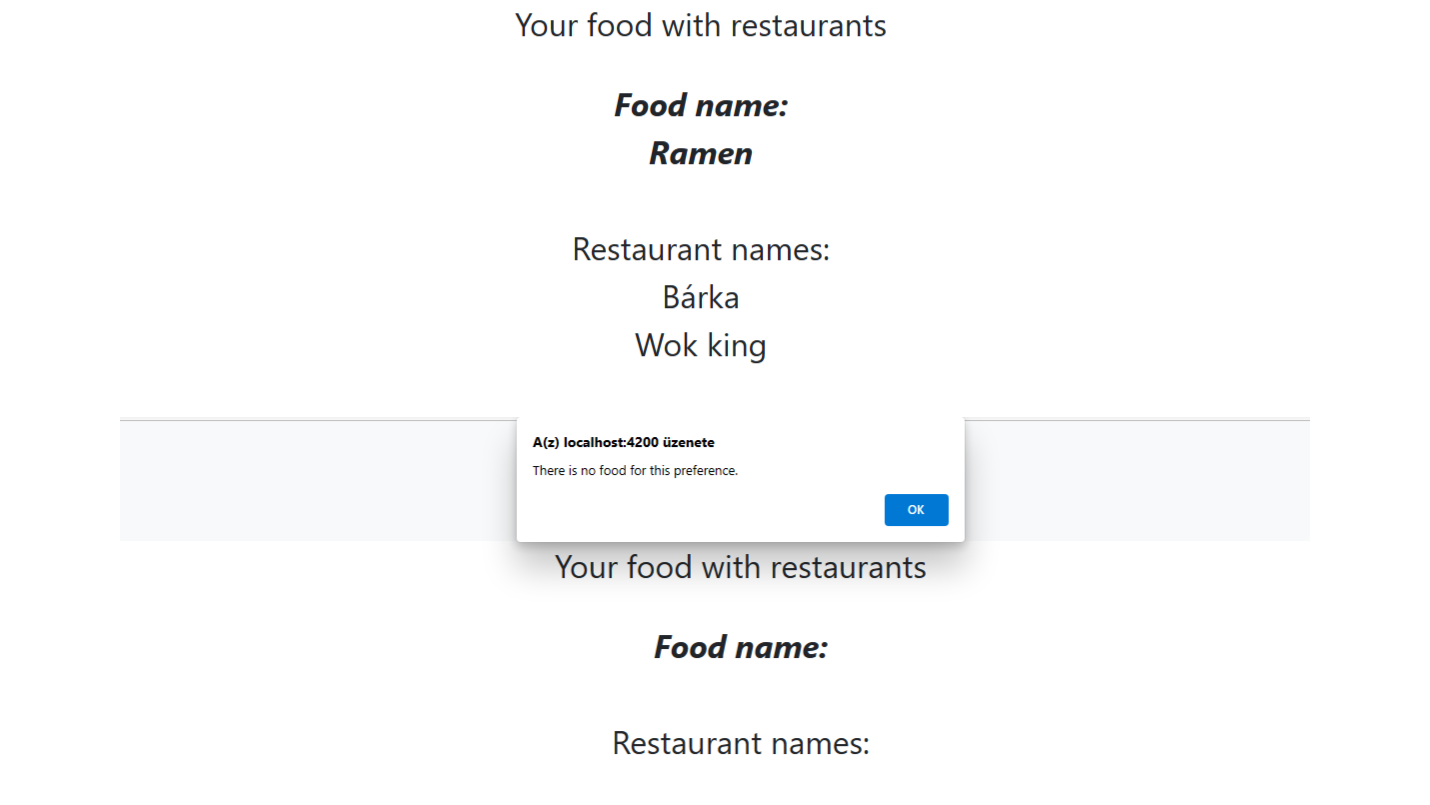 Your food with restaurants
Food name:
Ramen
Restaurant names:
Bárka
Wok king
A(z) localhost:4200 üzenete
There is no food for this preference.
OK
Your food with restaurants
Food name:
Restaurant names: